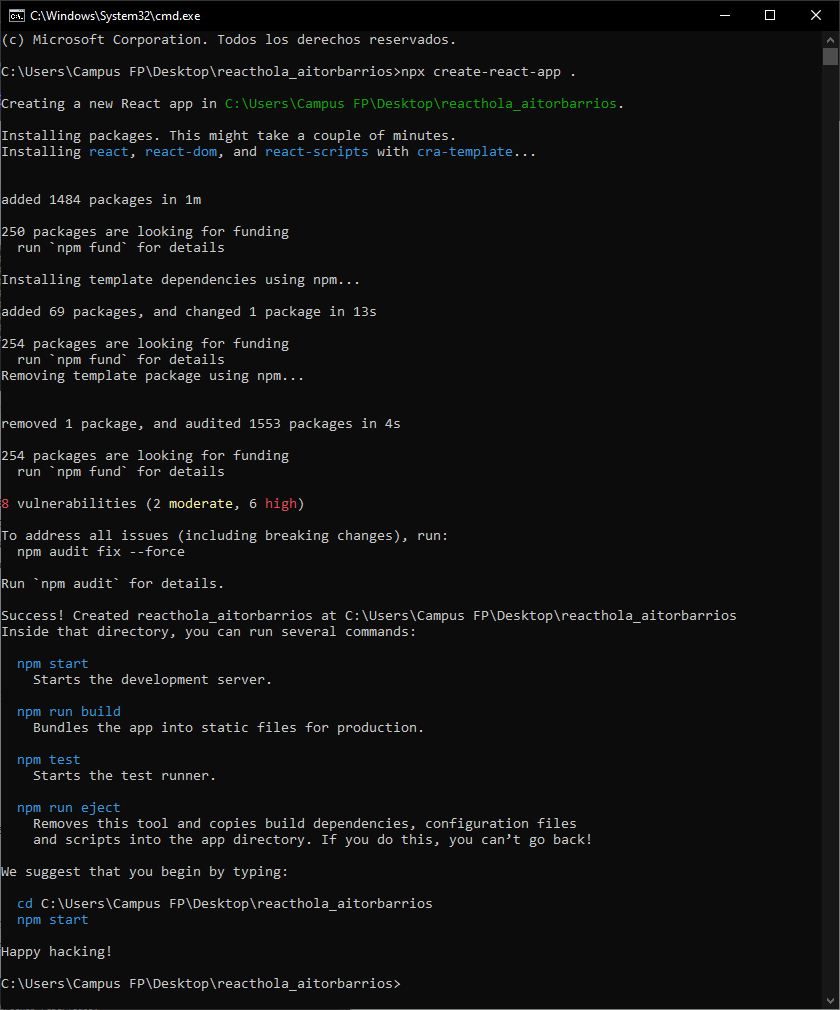 C:\Windows\System32\cmd.exe
(c) Microsoft Corporation. Todos los derechos reservados.
C:\Users\Campus FP\Desktop\reacthola_aitorbarrios>npx create-react-app .
Creating a new React app in C:\Users\Campus FP\Desktop\reacthola_aitorbarrios.
Installing packages. This might take a couple of minutes.
Installing react, react-dom, and react-scripts with cra-template...
added 1484 packages in 1m
250 packages are looking for funding
  run `npm fund` for details
Installing template dependencies using npm...
added 69 packages, and changed 1 package in 13s
254 packages are looking for funding
  run `npm fund` for details
Removing template package using npm...
removed 1 package, and audited 1553 packages in 4s
254 packages are looking for funding
  run `npm fund` for details
8 vulnerabilities (2 moderate, 6 high)
To address all issues (including breaking changes), run:
  npm audit fix --force
Run `npm audit` for details.
Success! Created reacthola_aitorbarrios at C:\Users\Campus FP\Desktop\reacthola_aitorbarrios
Inside that directory, you can run several commands:
  npm start
    Starts the development server.
  npm run build
    Bundles the app into static files for production.
  npm test
    Starts the test runner.
  npm run eject
    Removes this tool and copies build dependencies, configuration files
    and scripts into the app directory. If you do this, you can’t go back!
We suggest that you begin by typing:
  cd C:\Users\Campus FP\Desktop\reacthola_aitorbarrios
  npm start
Happy hacking!
C:\Users\Campus FP\Desktop\reacthola_aitorbarrios>